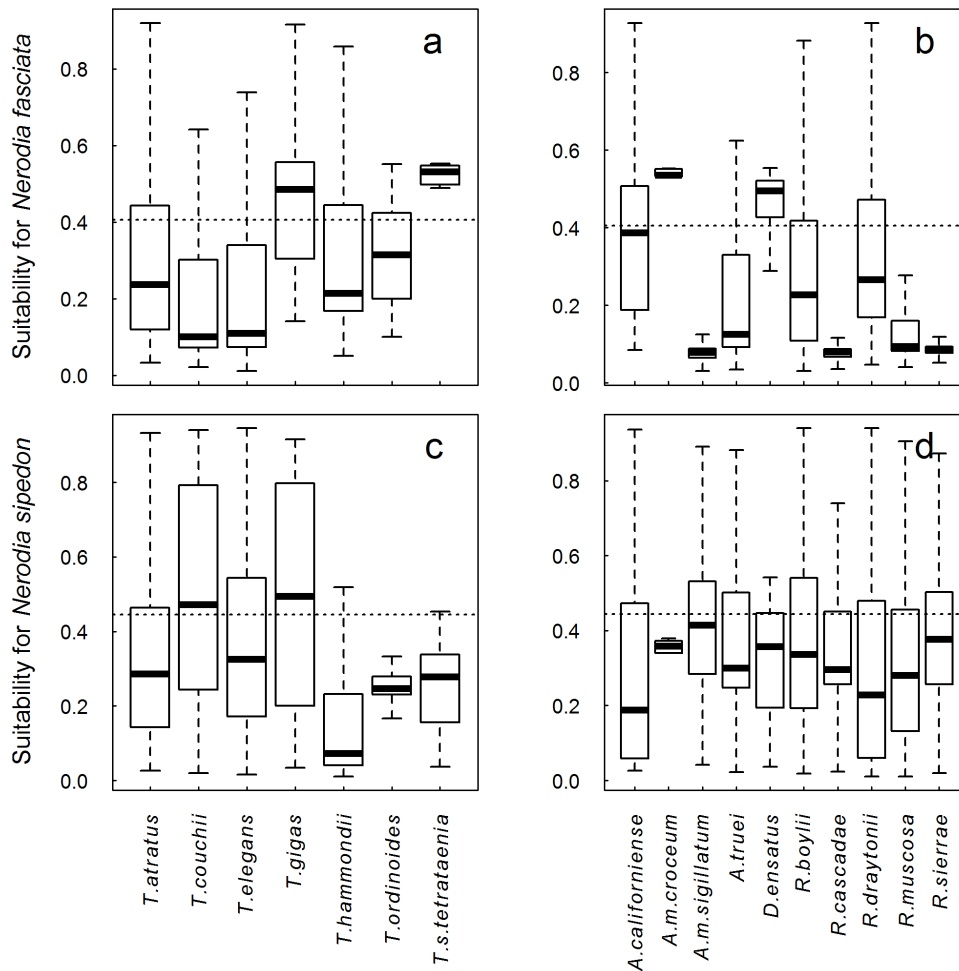 a
Suitability for Nerodia fasciata
0.8
0.6
0.4
0.2
0.0
b
0.8
0.6
0.4
0.2
0.0
c
Suitability for Nerodia sipedon
0.8
0.6
0.4
0.2
0.0
T.atratus
T.couchii
T.elegans
T.gigas
T.hammondii
T.ordinoides
T.s.tetrataenia
d
0.8
0.6
0.4
0.2
0.0
A.californiense
A.m.croceum
A.m.sigillatum
A.truei
D.ensatus
R.boylii
R.cascadae
R.draytonii
R.muscosa
R.sierrae